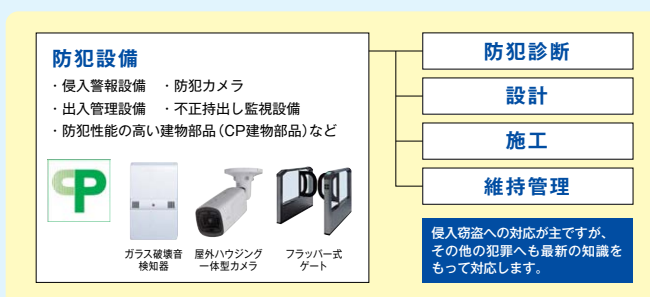 防犯設備
・侵入警報設備　・防犯カメラ
・出入管理設備　・不正持出し監視設備
・防犯性能の高い建物部品(CP建物部品)など
CP
ガラス破壊音
検知器
屋外ハウジング
一体型カメラ
フラッパー式
ゲート
防犯診断
設計
施工
維持管理
侵入窃盗への対応が主ですが、
その他の犯罪へも最新の知識を
もって対応します。